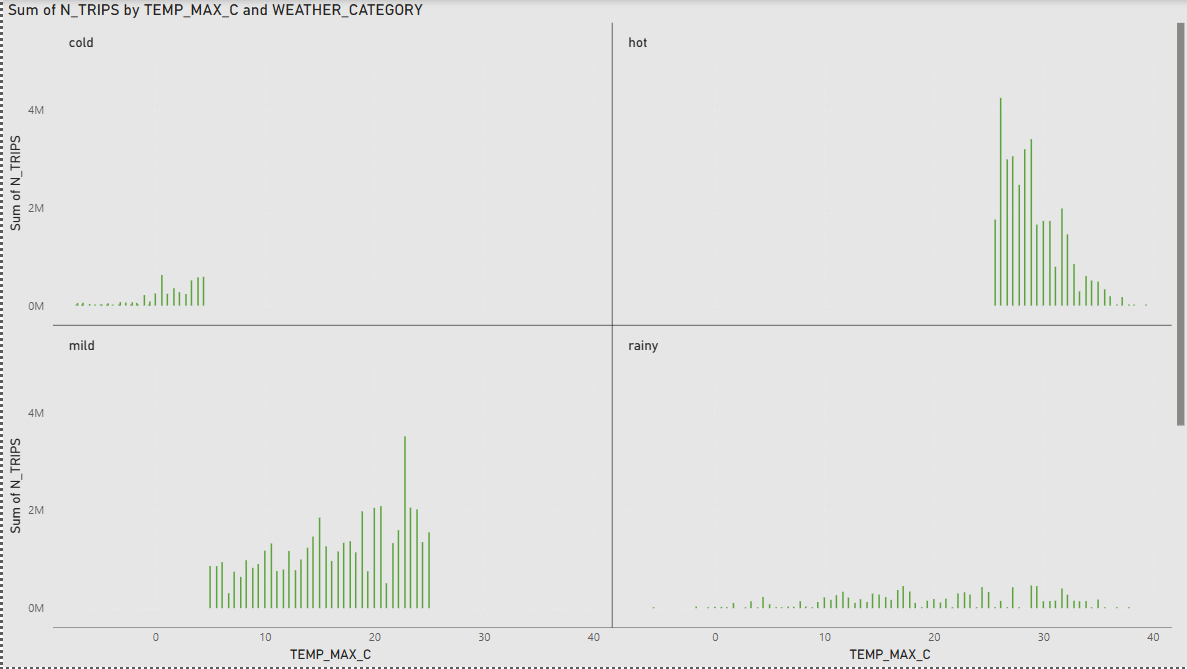 Sum of N_TRIPS by TEMP_MAX_C and WEATHER_CATEGORY
cold
hot
4M
2M
0M
Sum of N_TRIPS
mild
rainy
4M
2M
0M
Sum of N_TRIPS
0 10 20 30 40
0 10 20 30 40
TEMP_MAX_C
TEMP_MAX_C